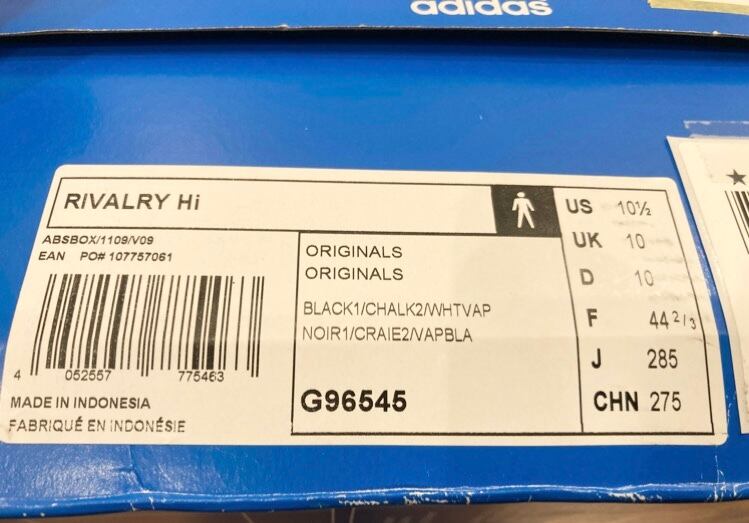 adidas
RIVALRY Hi
ABSBOX/1109/V09
EAN PO# 107757061
4 052557 775463
MADE IN INDONESIA
FABRIQUÉ EN INDONÉSIE
ORIGINALS
ORIGINALS
BLACK1/CHALK2/WHTVAP
NOIR1/CRAIE2/VAPBLA
G96545
US 10½
UK 10
D 10
F 44 2/3
J 285
CHN 275